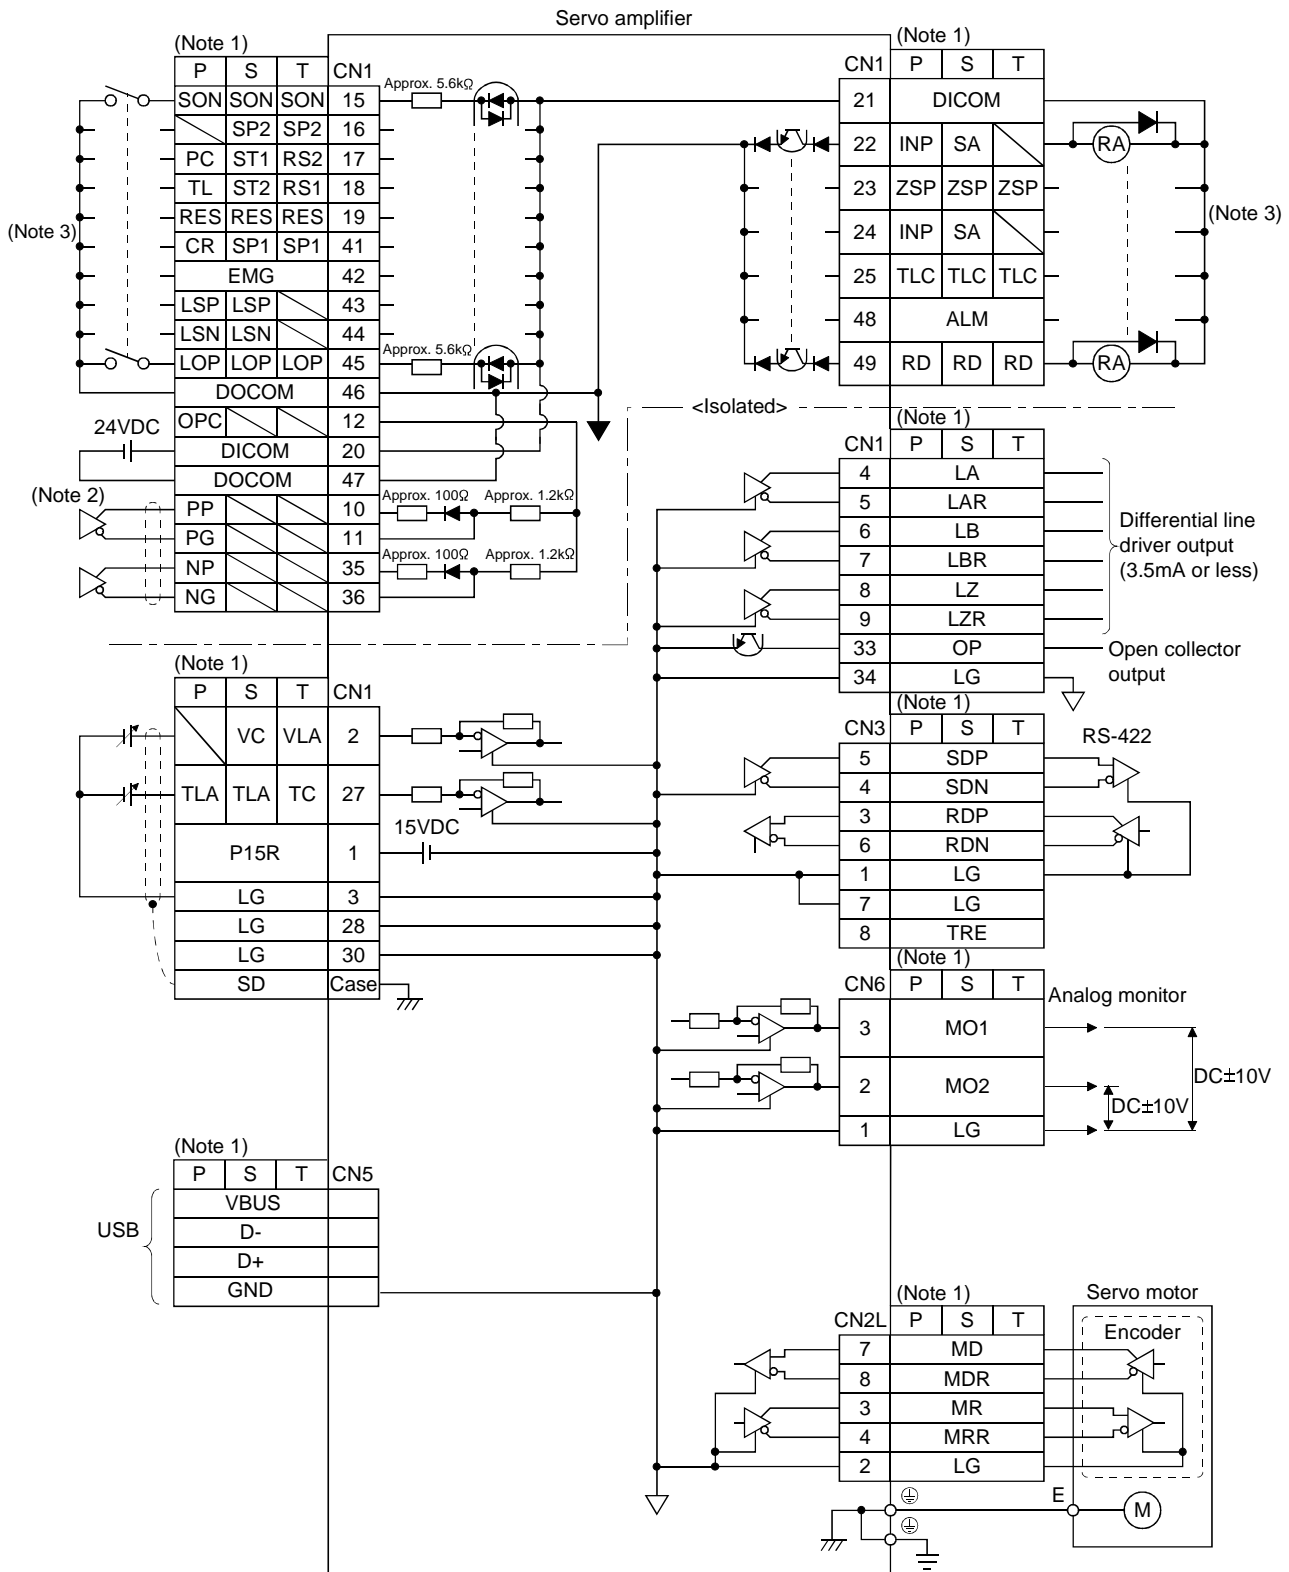 Servo amplifier
(Note 1)
P S T CN1
SON SON SON 15
SP2 SP2 16
PC ST1 RS2 17
TL ST2 RS1 18
RES RES RES 19
CR SP1 SP1 41
EMG 42
LSP LSP 43
LSN LSN 44
LOP LOP LOP 45
DOCOM 46
OPC 12
DICOM 20
DOCOM 47
PP 10
PG 11
NP 35
NG 36
(Note 3)
24VDC
(Note 2)
Approx. 5.6kΩ
Approx. 5.6kΩ
Approx. 100Ω Approx. 1.2kΩ
Approx. 100Ω Approx. 1.2kΩ
(Note 1)
CN1 P S T
21 DICOM
22 INP SA
23 ZSP ZSP ZSP
24 INP SA
25 TLC TLC TLC
48 ALM
49 RD RD RD
RA
RA
(Note 3)
<Isolated>
(Note 1)
CN1 P S T
4 LA
5 LAR
6 LB
7 LBR
8 LZ
9 LZR
33 OP
34 LG
Differential line
driver output
(3.5mA or less)
Open collector
output
(Note 1)
P S T CN1
VC VLA 2
TLA TLA TC 27
P15R 1
LG 3
LG 28
LG 30
SD Case
15VDC
(Note 1)
CN3 P S T
5 SDP
4 SDN
3 RDP
6 RDN
1 LG
7 LG
8 TRE
RS-422
(Note 1)
CN6 P S T
3 MO1
2 MO2
1 LG
Analog monitor
DC±10V
DC±10V
(Note 1)
P S T CN5
VBUS
D-
D+
GND
USB
(Note 1)
CN2L P S T
7 MD
8 MDR
3 MR
4 MRR
2 LG
Servo motor
Encoder
E
M